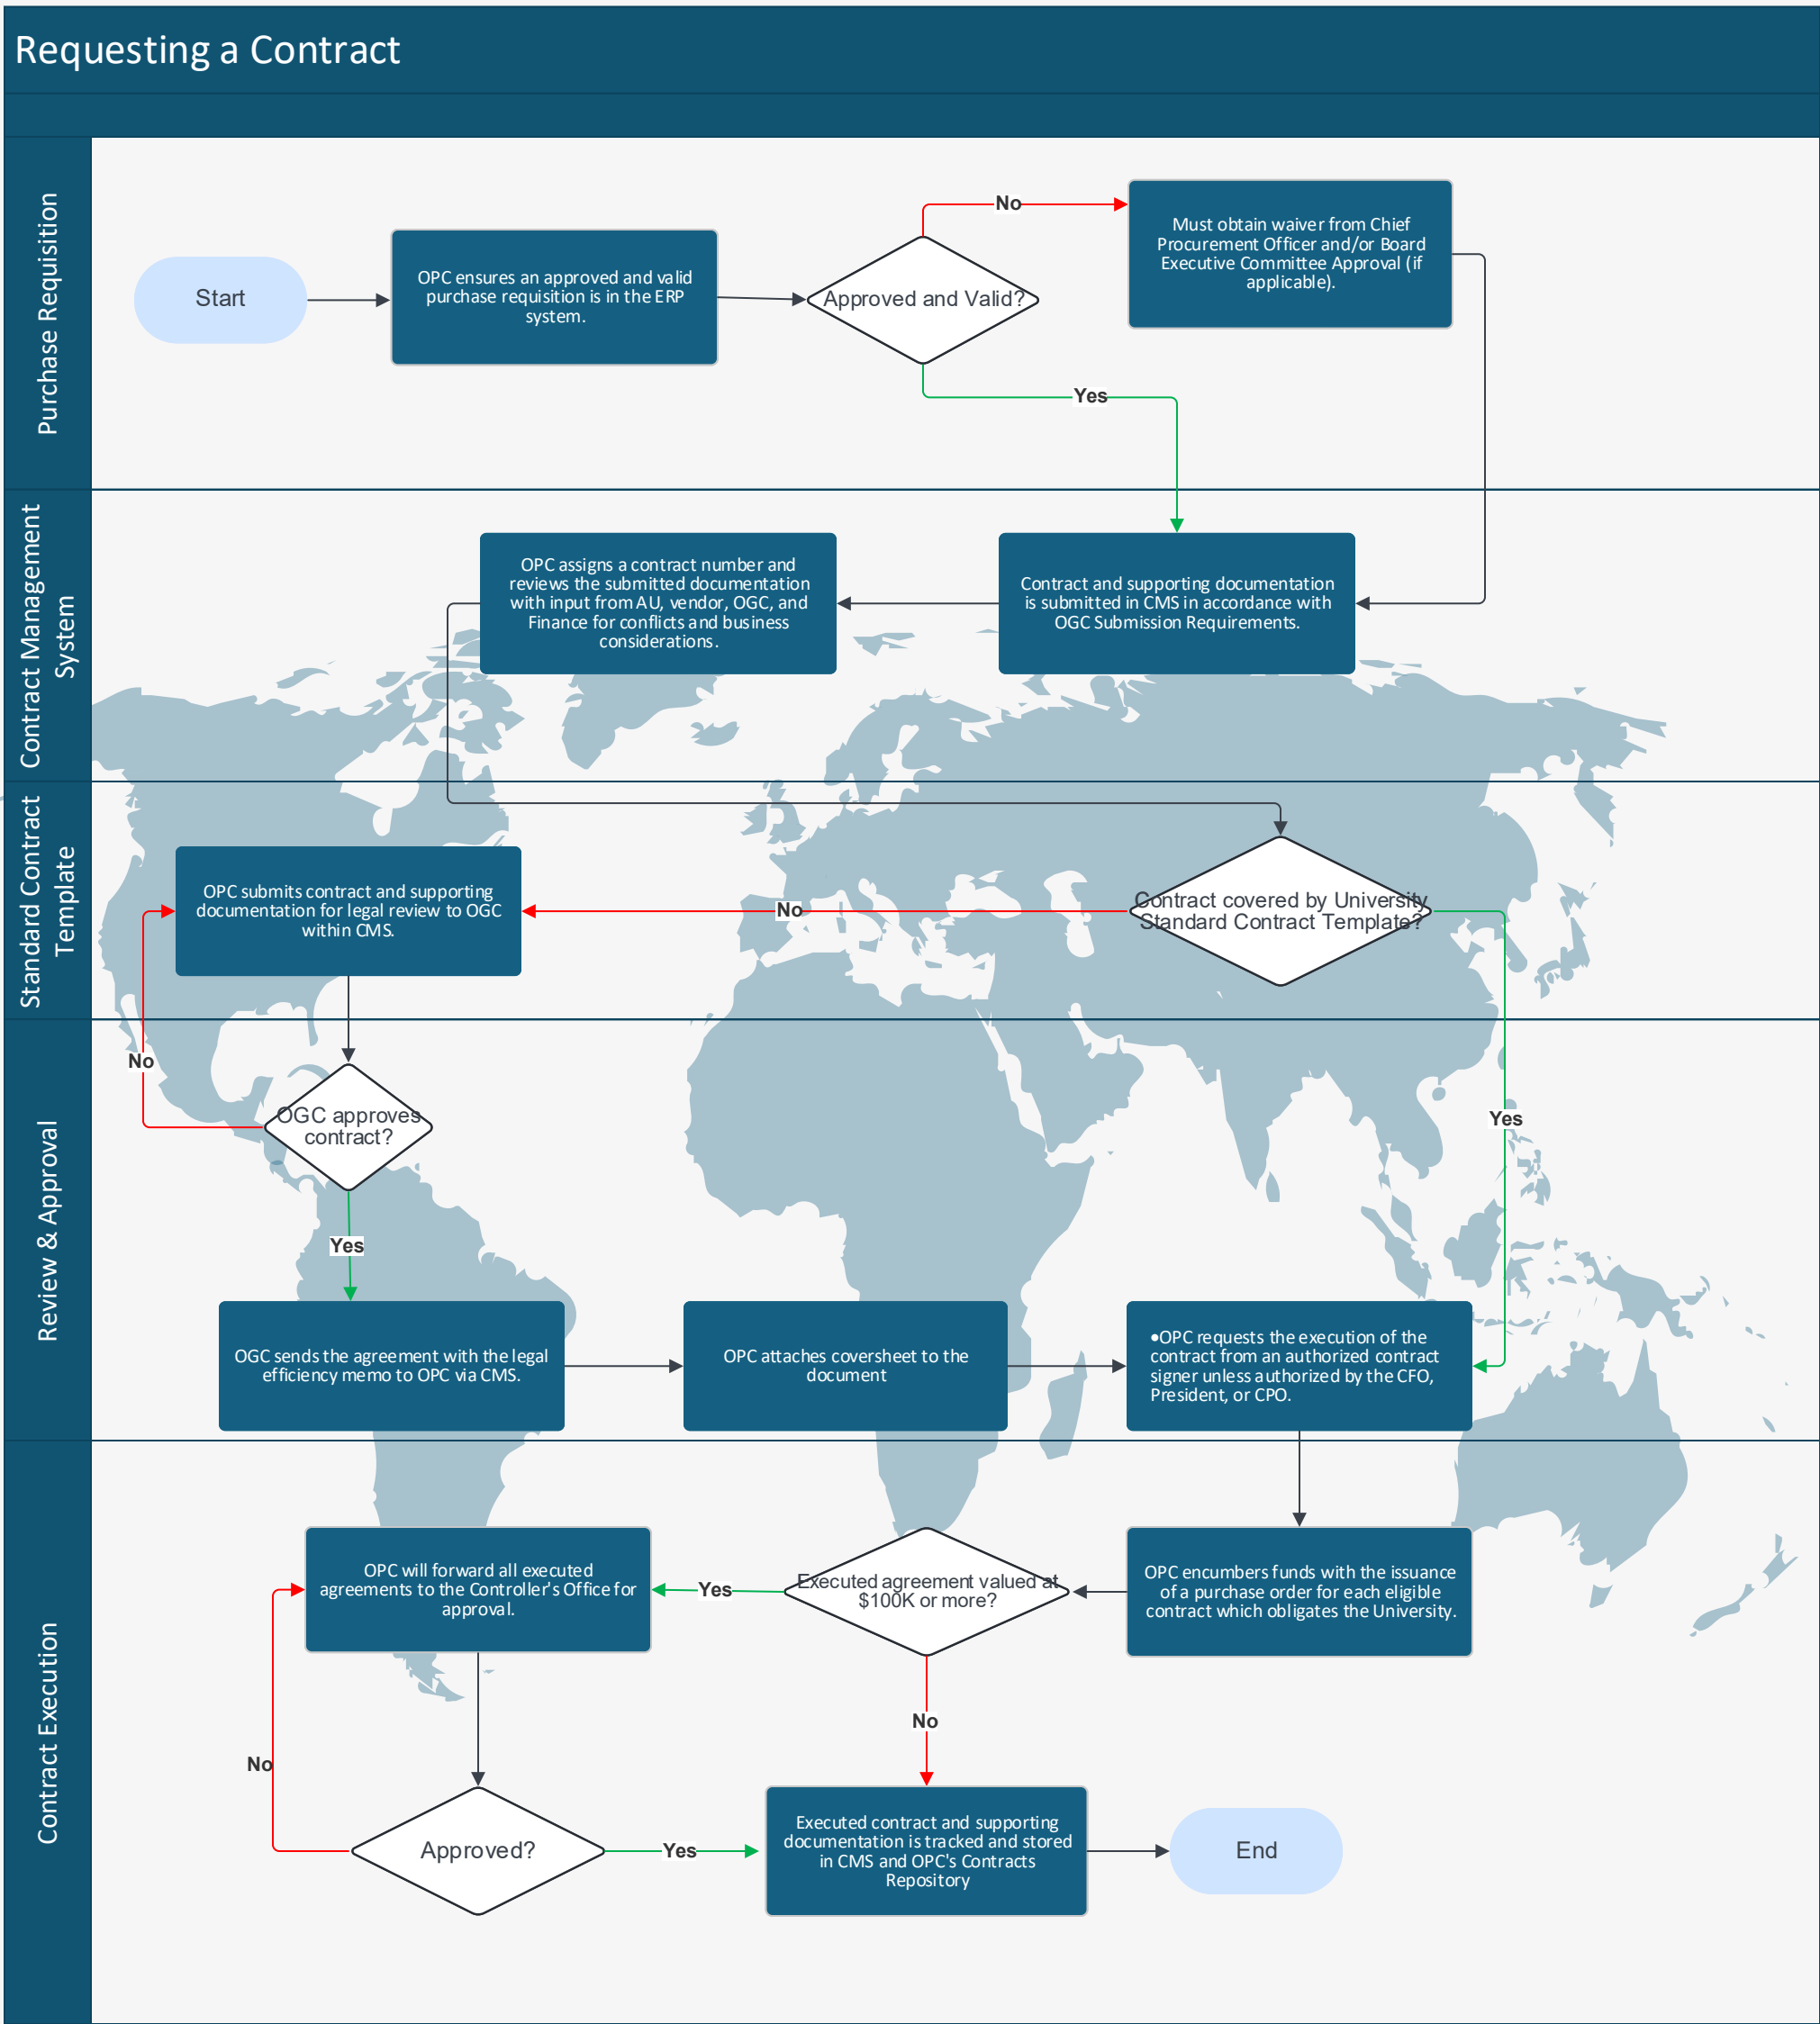 Requesting a Contract
Purchase Requisition
Start
OPC ensures an approved and valid
purchase requisition is in the ERP
system.
Approved and Valid?
No
Must obtain waiver from Chief
Procurement Officer and/or Board
Executive Committee Approval (if
applicable).
Yes
Contract Management
System
OPC assigns a contract number and
reviews the submitted documentation
with input from AU, vendor, OGC, and
Finance for conflicts and business
considerations.
Contract and supporting documentation
is submitted in CMS in accordance with
OGC Submission Requirements.
Standard Contract
Template
OPC submits contract and supporting
documentation for legal review to OGC
within CMS.
No
Contract covered by University
Standard Contract Template?
Review & Approval
No
OGC approves
contract?
Yes
Yes
OGC sends the agreement with the legal
efficiency memo to OPC via CMS.
OPC attaches coversheet to the
document
•OPC requests the execution of the
contract from an authorized contract
signer unless authorized by the CFO,
President, or CPO.
Contract Execution
OPC will forward all executed
agreements to the Controller's Office for
approval.
Yes
Executed agreement valued at
$100K or more?
OPC encumbers funds with the issuance
of a purchase order for each eligible
contract which obligates the University.
No
No
Approved?
Yes
Executed contract and supporting
documentation is tracked and stored
in CMS and OPC's Contracts
Repository
End